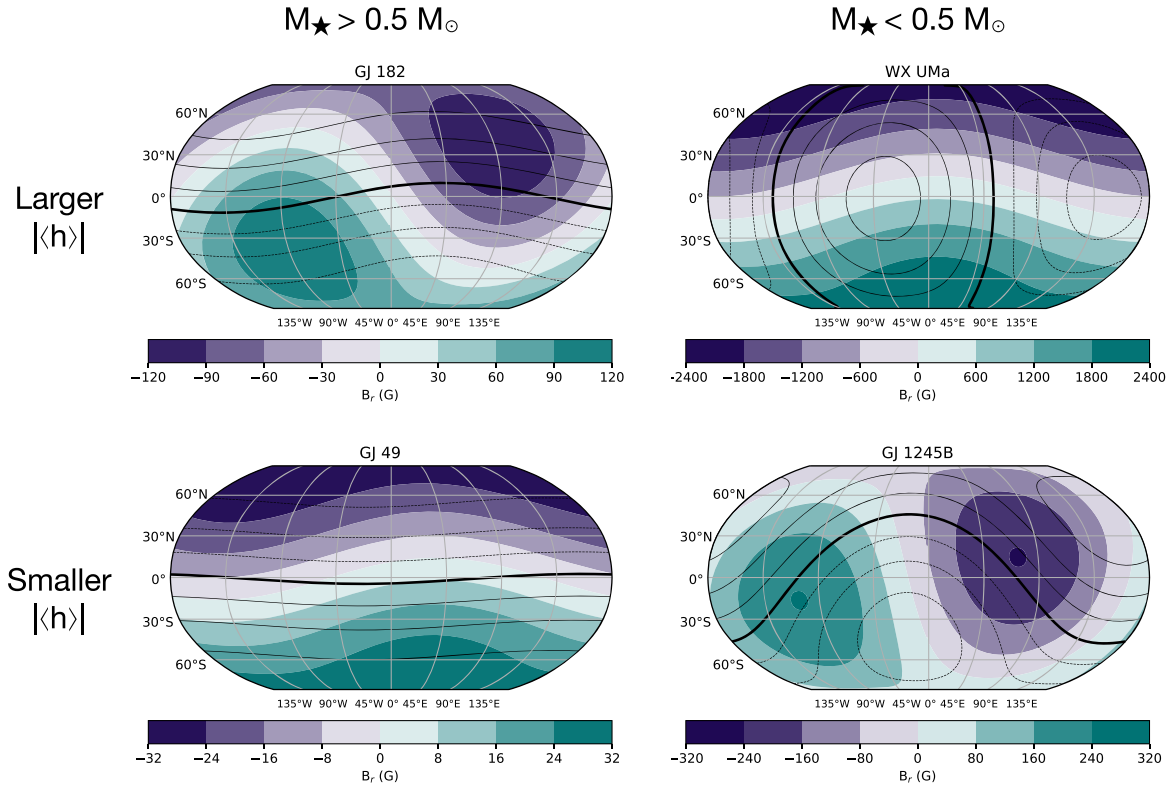 M★ > 0.5 M☉
M★ < 0.5 M☉
Larger
|⟨h⟩|
GJ 182
60°N
30°N
0°
30°S
60°S
135°W 90°W 45°W 0° 45°E 90°E 135°E
−120 −90 −60 −30 0 30 60 90 120
Br (G)
WX UMa
60°N
30°N
0°
30°S
60°S
135°W 90°W 45°W 0° 45°E 90°E 135°E
−2400 −1800 −1200 −600 0 600 1200 1800 2400
Br (G)
Smaller
|⟨h⟩|
GJ 49
60°N
30°N
0°
30°S
60°S
135°W 90°W 45°W 0° 45°E 90°E 135°E
−32 −24 −16 −8 0 8 16 24 32
Br (G)
GJ 1245B
60°N
30°N
0°
30°S
60°S
135°W 90°W 45°W 0° 45°E 90°E 135°E
−320 −240 −160 −80 0 80 160 240 320
Br (G)